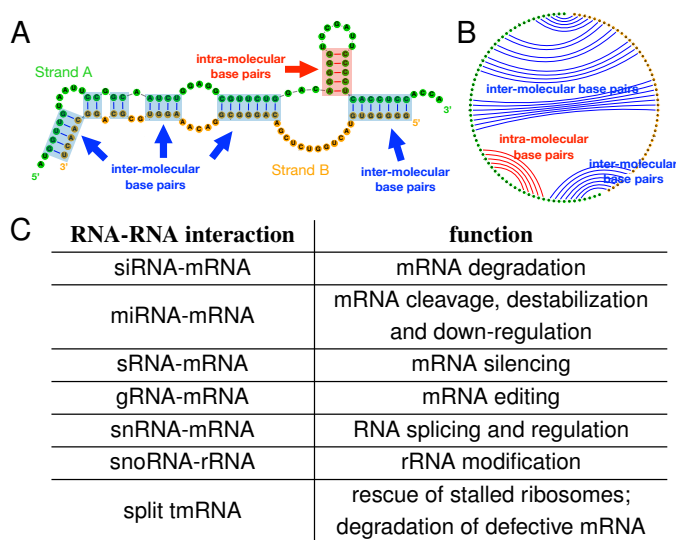 A
B
Strand A
intra-molecular
base pairs
3'
5'
5'
3'
inter-molecular
base pairs
Strand B
inter-molecular
base pairs
inter-molecular base pairs
intra-molecular
base pairs
inter-molecular
base pairs
C
RNA-RNA interaction function
siRNA-mRNA mRNA degradation
miRNA-mRNA mRNA cleavage, destabilization
and down-regulation
sRNA-mRNA mRNA silencing
gRNA-mRNA mRNA editing
snRNA-mRNA RNA splicing and regulation
snoRNA-rRNA rRNA modification
split tmRNA rescue of stalled ribosomes;
degradation of defective mRNA